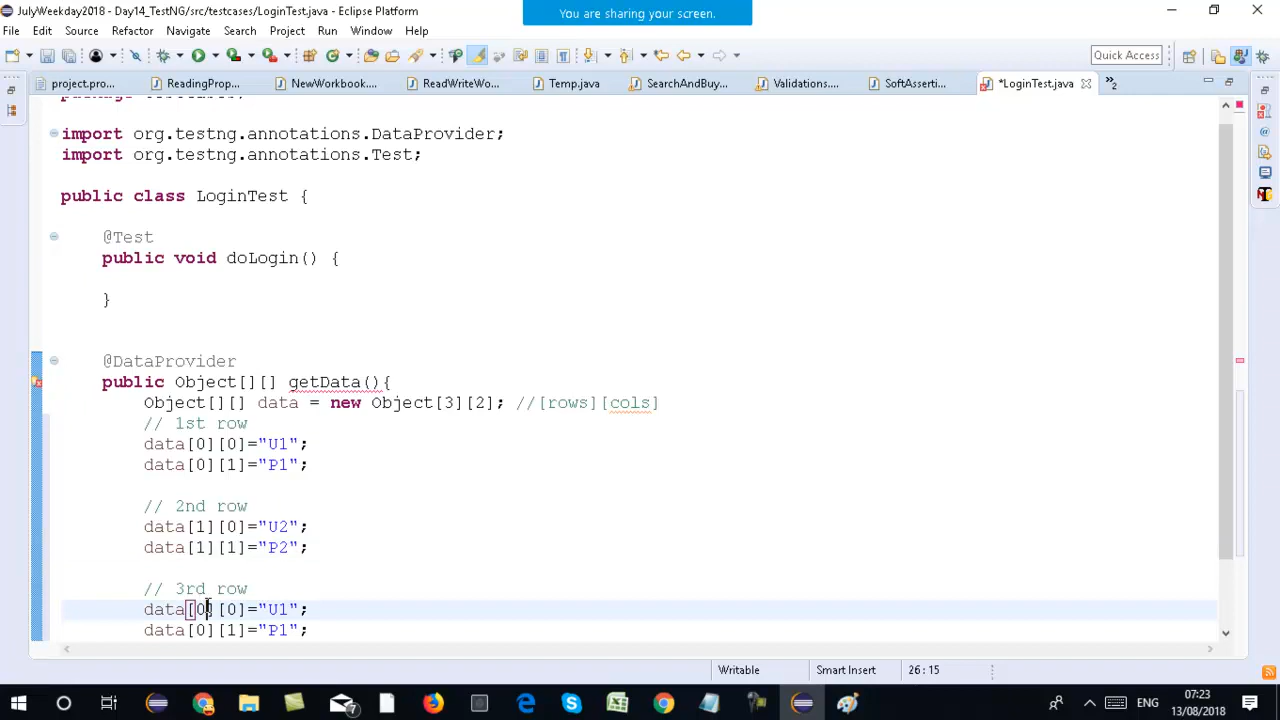 JulyWeekday2018 - Day14_TestNG/src/testcases/LoginTest.java - Eclipse Platform
You are sharing your screen.
File Edit Source Refactor Navigate Search Project Run Window Help
Quick Access
project.pro... ReadingProp... NewWorkbook.... ReadWriteWo... Temp.java SearchAndBuy... Validations.... SoftAsserti... *LoginTest.java 2
import org.testng.annotations.DataProvider;
import org.testng.annotations.Test;
public class LoginTest {
@Test
public void doLogin() {
}
@DataProvider
public Object[][] getData(){
Object[][] data = new Object[3][2]; //[rows][cols]
// 1st row
data[0][0]="U1";
data[0][1]="P1";
// 2nd row
data[1][0]="U2";
data[1][1]="P2";
// 3rd row
data[0][0]="U1";
data[0][1]="P1";
Writable Smart Insert 26 : 15
7 ENG 07:23
13/08/2018